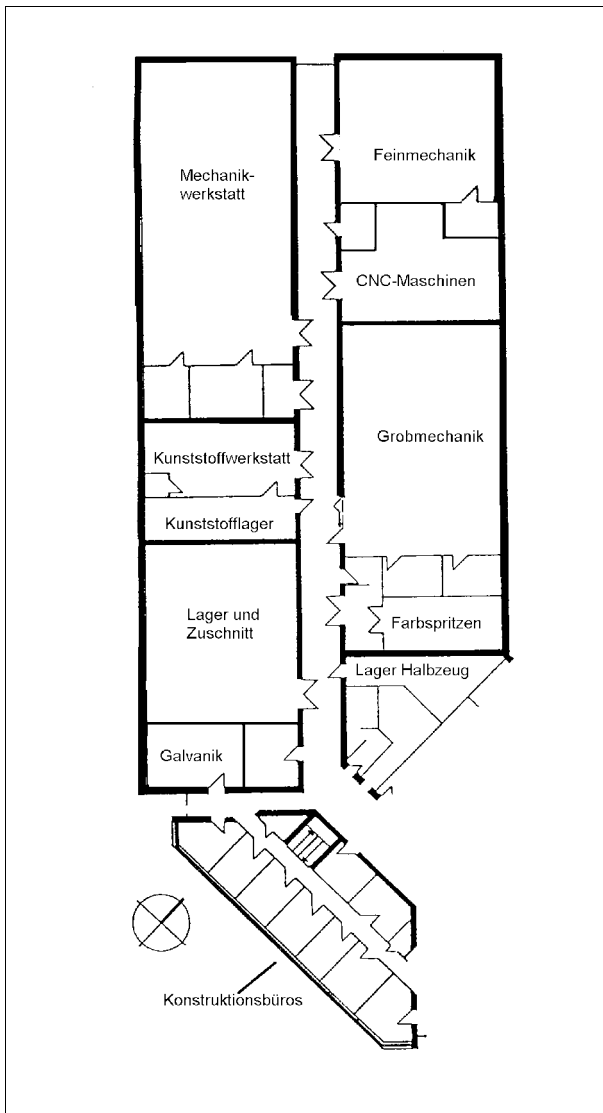 Mechanik-
werkstatt
Feinmechanik
CNC-Maschinen
Grobmechanik
Kunststoffwerkstatt
Kunststofflager
Lager und
Zuschnitt
Farbspritzen
Lager Halbzeug
Galvanik
Konstruktionsbüros